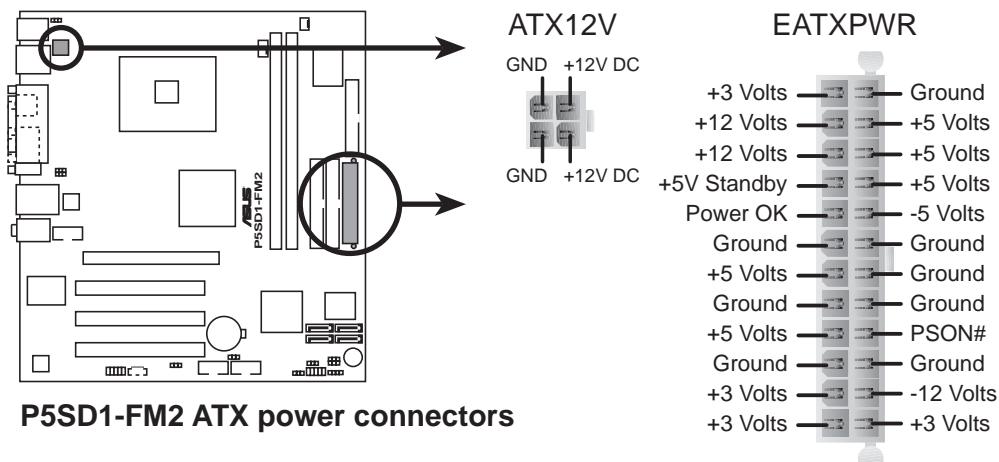 ATX12V
GND +12V DC
GND +12V DC
EATXPWR
+3 Volts Ground
+12 Volts +5 Volts
+12 Volts +5 Volts
+5V Standby +5 Volts
Power OK -5 Volts
Ground Ground
+5 Volts Ground
Ground Ground
+5 Volts PSON#
Ground Ground
+3 Volts -12 Volts
+3 Volts +3 Volts
ASUS
P5SD1-FM2
P5SD1-FM2 ATX power connectors